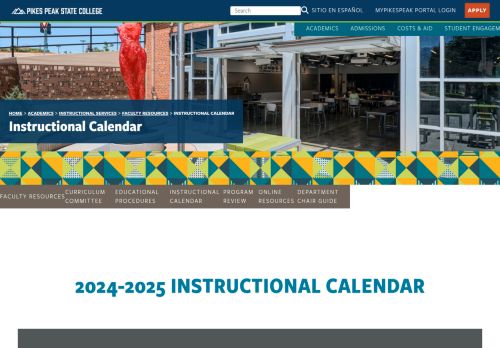 PIKES PEAK STATE COLLEGE
Search
SITIO EN ESPAÑOL
MYPIKESPEAK PORTAL LOGIN
APPLY
ACADEMICS
ADMISSIONS
COSTS & AID
STUDENT ENGAGEM
HOME > ACADEMICS > INSTRUCTIONAL SERVICES > FACULTY RESOURCES > INSTRUCTIONAL CALENDAR
Instructional Calendar
FACULTY RESOURCES
CURRICULUM
COMMITTEE
EDUCATIONAL
PROCEDURES
INSTRUCTIONAL
CALENDAR
PROGRAM
REVIEW
ONLINE
RESOURCES
DEPARTMENT
CHAIR GUIDE
2024-2025 INSTRUCTIONAL CALENDAR